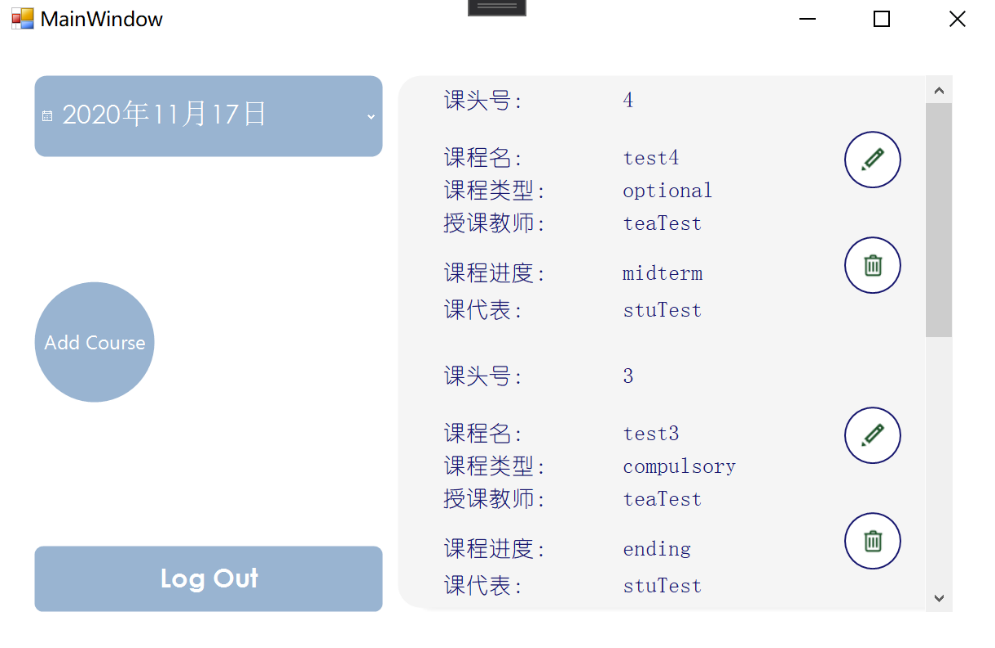 MainWindow
2020年11月17日
Add Course
Log Out
课头号: 4
课程名: test4
课程类型: optional
授课教师: teaTest
课程进度: midterm
课代表: stuTest
课头号: 3
课程名: test3
课程类型: compulsory
授课教师: teaTest
课程进度: ending
课代表: stuTest